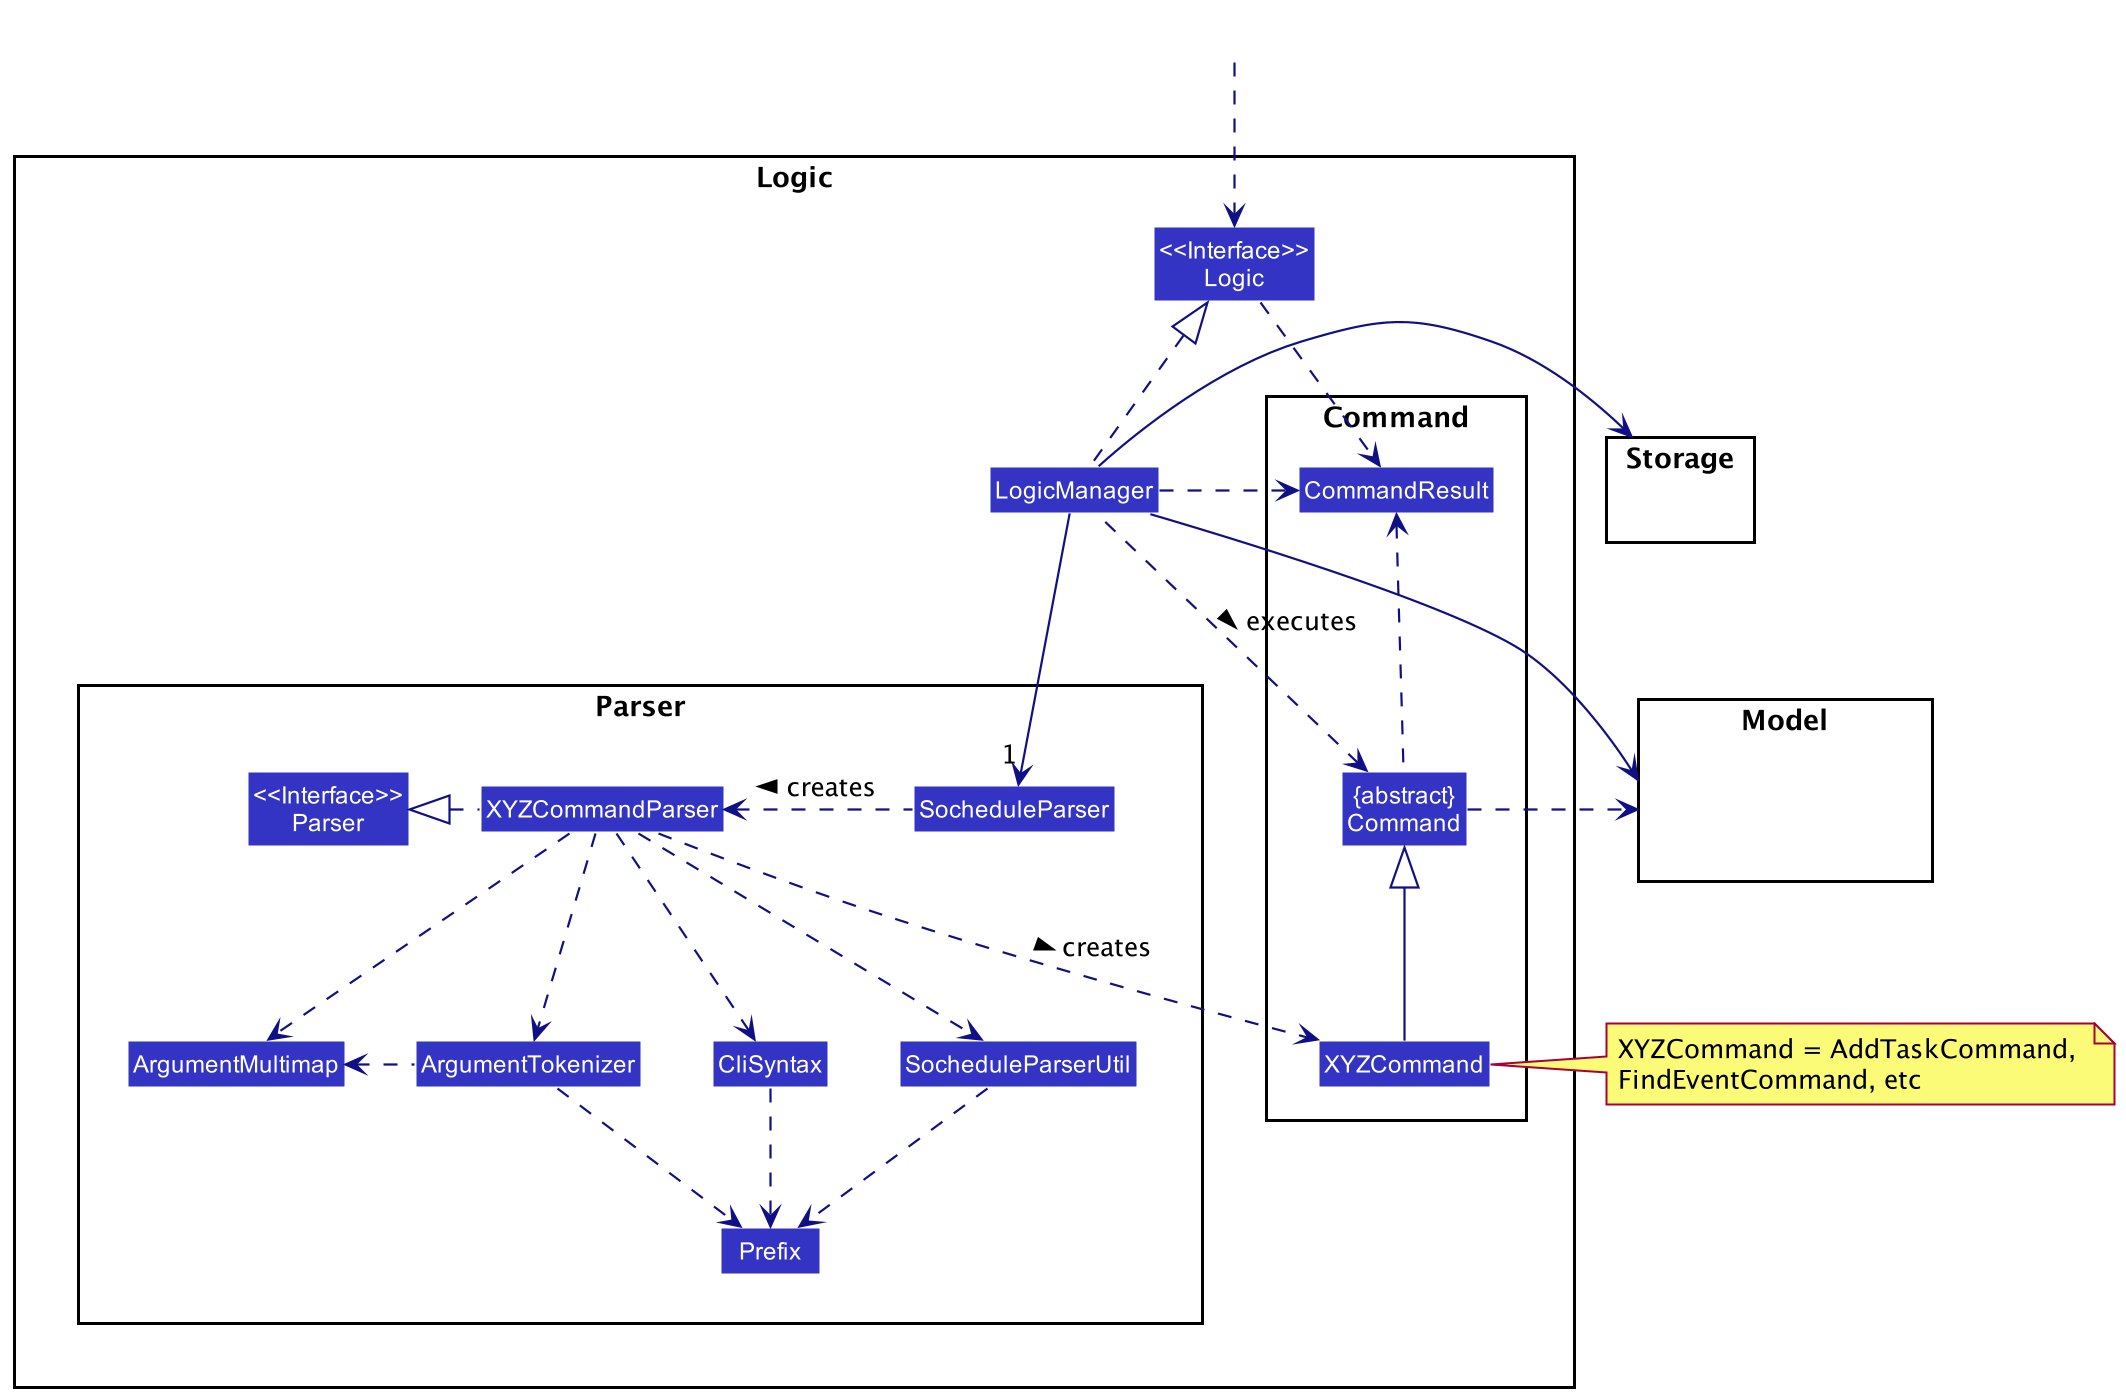 Logic
<<Interface>>
Logic
Command
Storage
LogicManager
CommandResult
executes
Parser
Model
1
creates
<<Interface>>
Parser
XYZCommandParser
SocheduleParser
{abstract}
Command
creates
ArgumentMultimap
ArgumentTokenizer
CliSyntax
SocheduleParserUtil
XYZCommand
XYZCommand = AddTaskCommand,
FindEventCommand, etc
Prefix